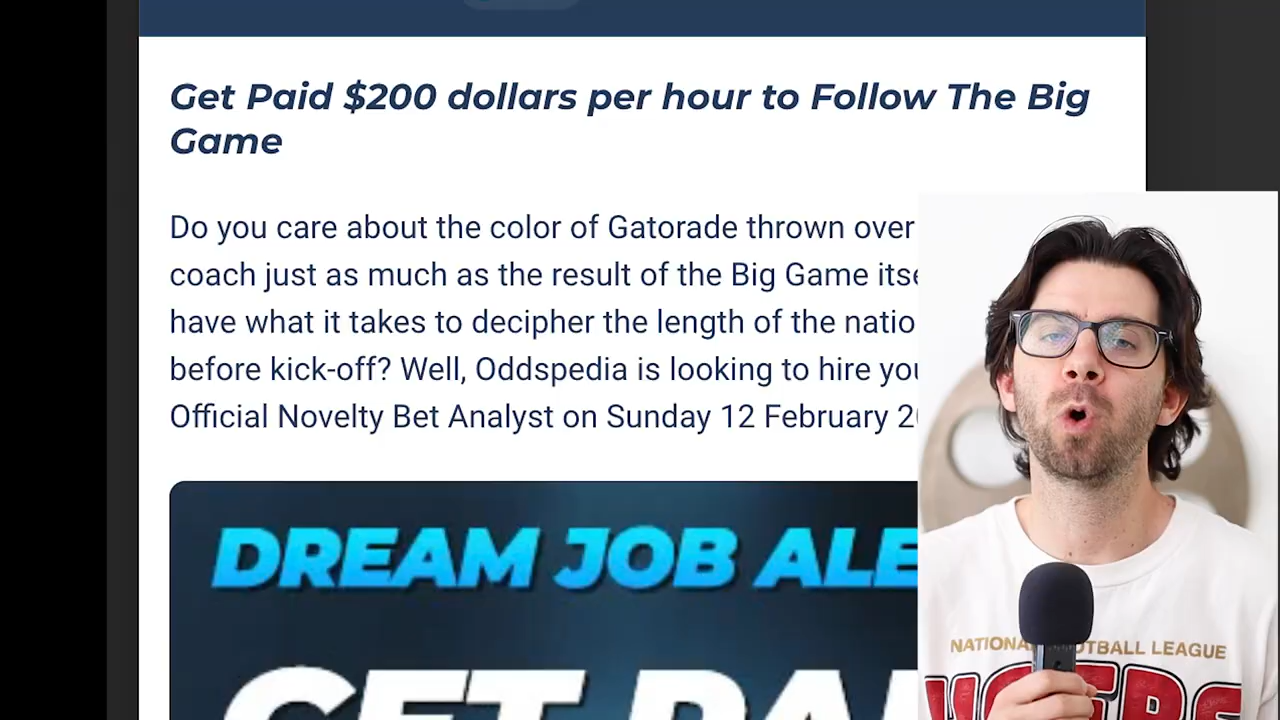 Get Paid $200 dollars per hour to Follow The Big
Game
Do you care about the color of Gatorade thrown over
coach just as much as the result of the Big Game
have what it takes to decipher the length of the
before kick-off? Well, Oddspedia is looking to hire
Official Novelty Bet Analyst on Sunday 12 February
DREAM JOB
GET
NATIONAL FOOTBALL LEAGUE